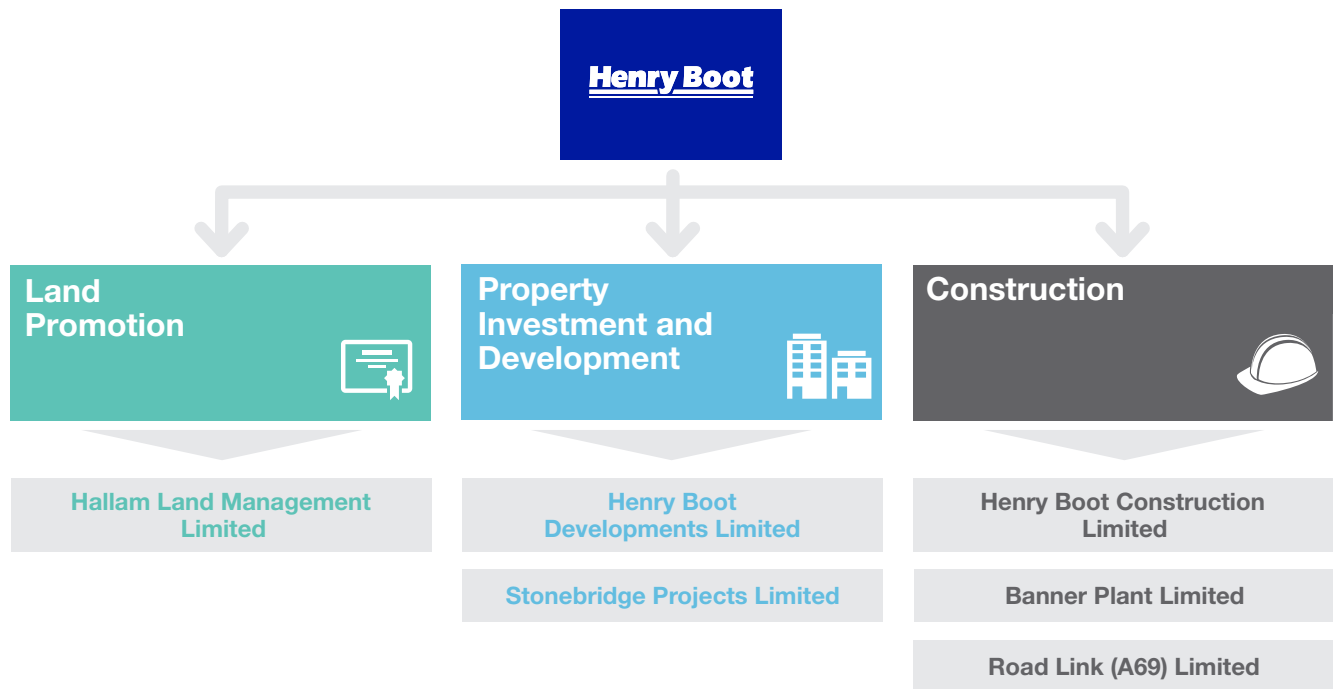 Henry Boot
Land
Promotion
Property
Investment and
Development
Construction
Hallam Land Management
Limited
Henry Boot
Developments Limited
Stonebridge Projects Limited
Henry Boot Construction
Limited
Banner Plant Limited
Road Link (A69) Limited